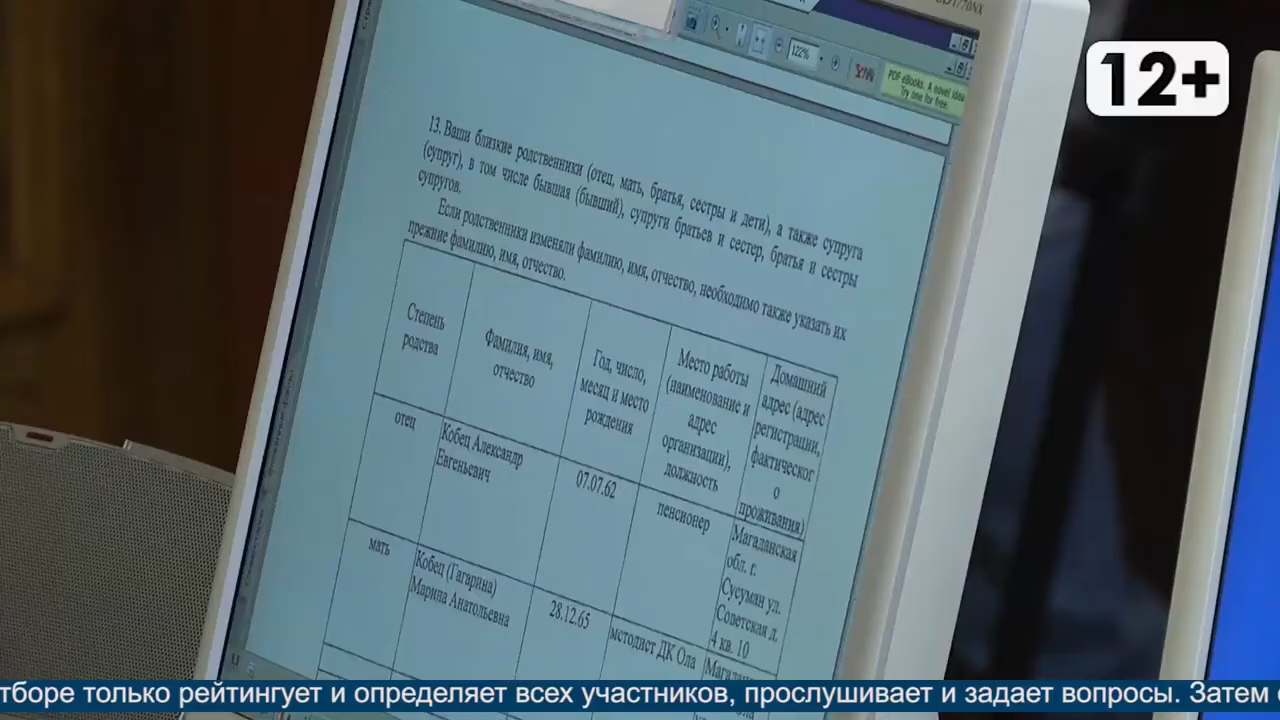 12+
122%
PDF eBooks. A novel idea
Try one for free.
13. Ваши близкие родственники (отец, мать, братья, сестры и дети), а также супруга
(супруг), в том числе бывшая (бывший), супруги братьев и сестер, братья и сестры
супругов.
Если родственники изменяли фамилию, имя, отчество, необходимо также указать их
прежние фамилию, имя, отчество.
Степень
родства
Фамилия, имя,
отчество
Год, число,
месяц и место
рождения
Место работы
(наименование и
адрес
организации),
должность
Домашний
адрес (адрес
регистрации,
фактическог
о
проживания)
отец
Кобец Александр
Евгеньевич
07.07.62
пенсионер
Магаданская
обл. г.
Сусуман ул.
Советская д.
4 кв. 10
мать
Кобец (Гагарина)
Марина Анатольевна
28.12.65
методист ДК Ола
тборе только рейтингует и определяет всех участников, прослушивает и задает вопросы. Затем